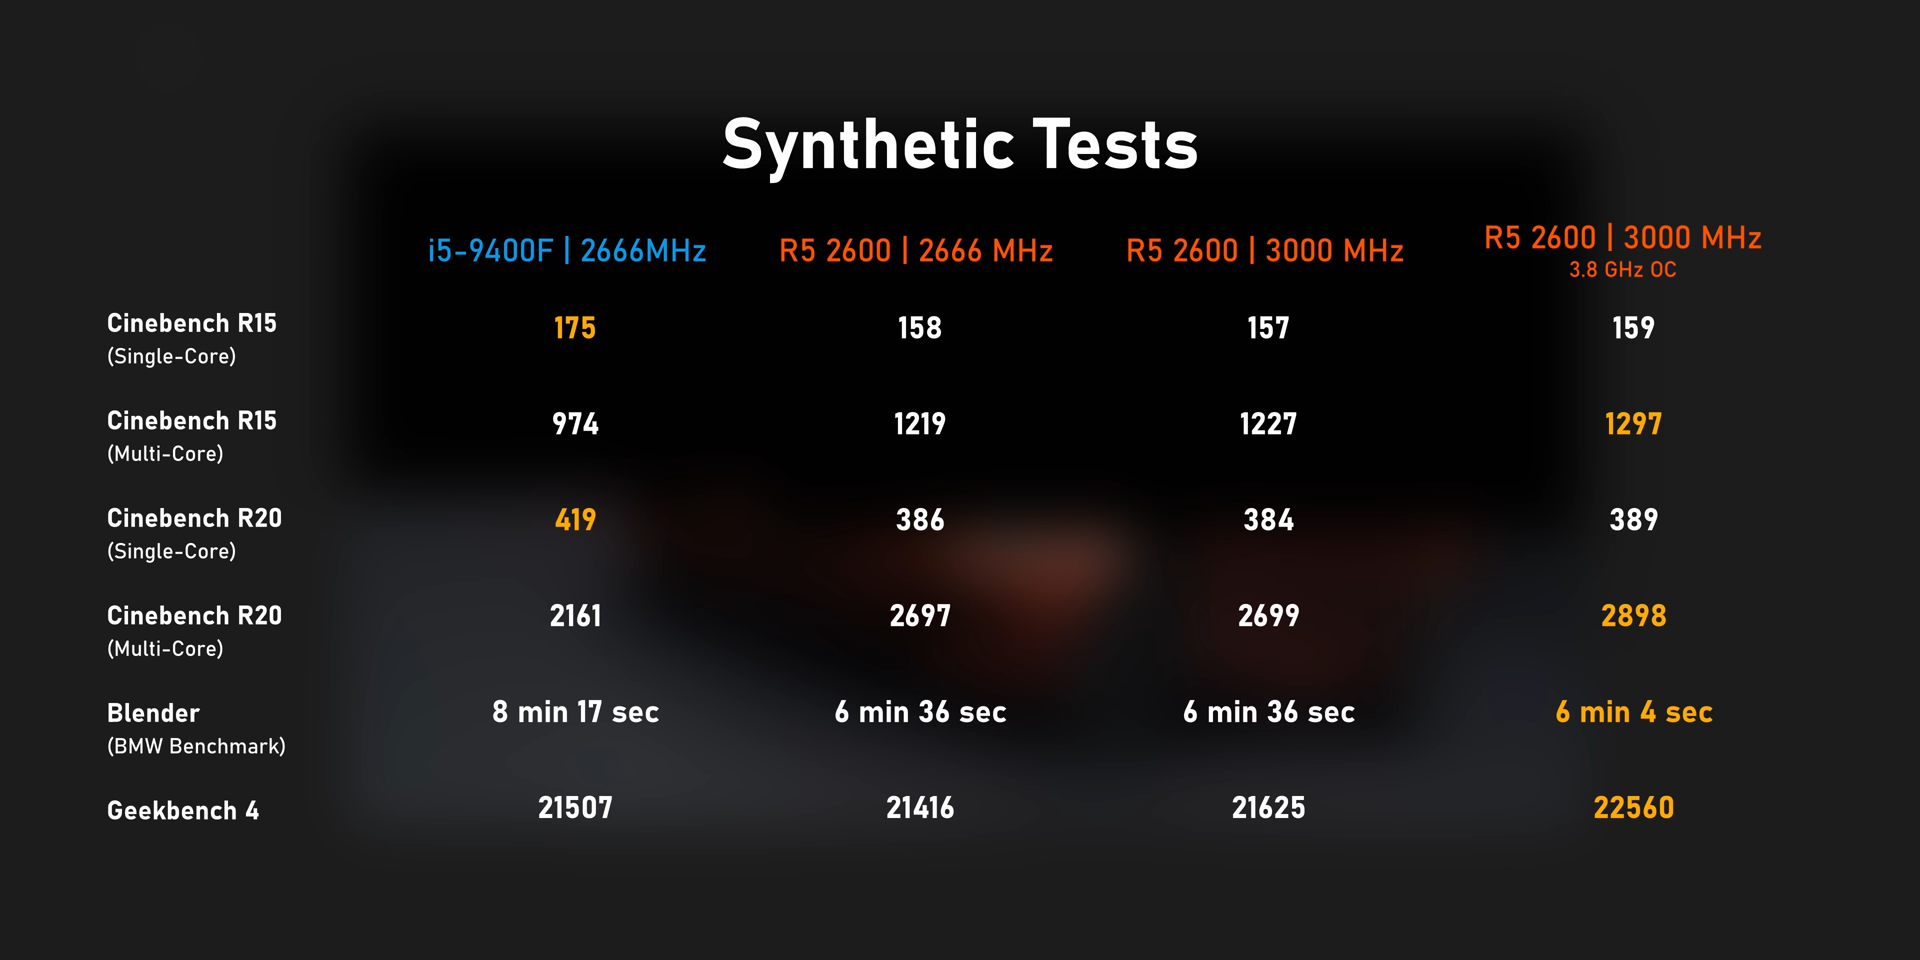 Synthetic Tests
i5-9400F | 2666MHz R5 2600 | 2666 MHz R5 2600 | 3000 MHz R5 2600 | 3000 MHz
3.8 GHz OC
Cinebench R15 175 158 157 159
(Single-Core)
Cinebench R15 974 1219 1227 1297
(Multi-Core)
Cinebench R20 419 386 384 389
(Single-Core)
Cinebench R20 2161 2697 2699 2898
(Multi-Core)
Blender 8 min 17 sec 6 min 36 sec 6 min 36 sec 6 min 4 sec
(BMW Benchmark)
Geekbench 4 21507 21416 21625 22560